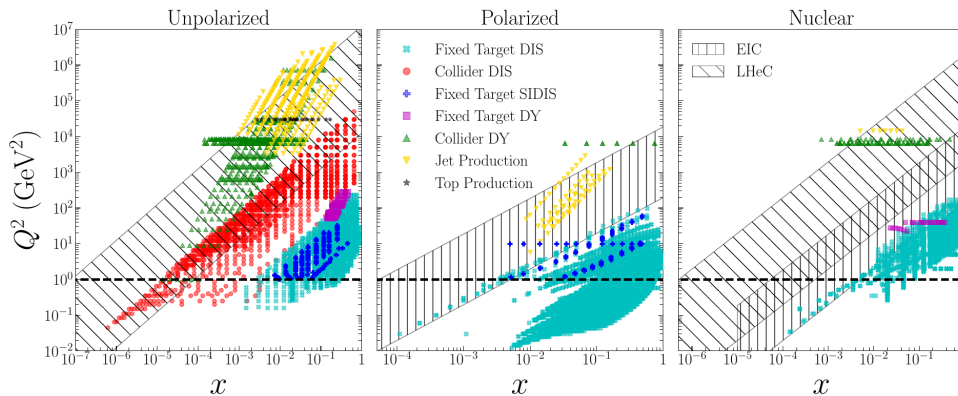 Unpolarized
Polarized
Nuclear
Q² (GeV²)
10⁷
10⁶
10⁵
10⁴
10³
10²
10¹
10⁰
10⁻¹
10⁻²
Fixed Target DIS
Collider DIS
Fixed Target SIDIS
Fixed Target DY
Collider DY
Jet Production
Top Production
EIC
LHeC
10⁻⁷ 10⁻⁶ 10⁻⁵ 10⁻⁴ 10⁻³ 10⁻² 10⁻¹ 1
10⁻⁴ 10⁻³ 10⁻² 10⁻¹ 1
10⁻⁶ 10⁻⁵ 10⁻⁴ 10⁻³ 10⁻² 10⁻¹ 1
x
x
x